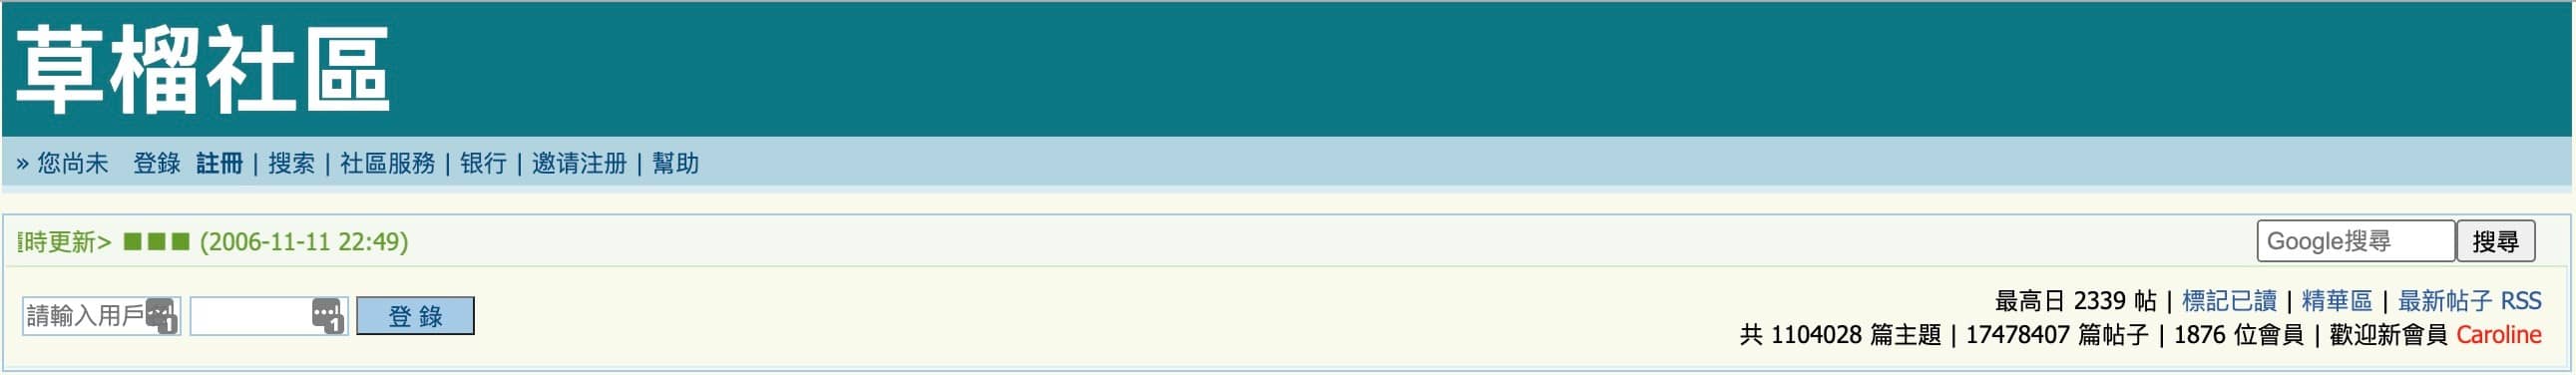 草榴社區
» 您尚未 登錄 註冊 | 搜索 | 社區服務 | 银行 | 邀请注册 | 幫助
時更新> ■ ■ ■ (2006-11-11 22:49)
Google搜尋 搜尋
請輸入用戶 登 錄
最高日 2339 帖 | 標記已讀 | 精華區 | 最新帖子 RSS
共 1104028 篇主題 | 17478407 篇帖子 | 1876 位會員 | 歡迎新會員 Caroline